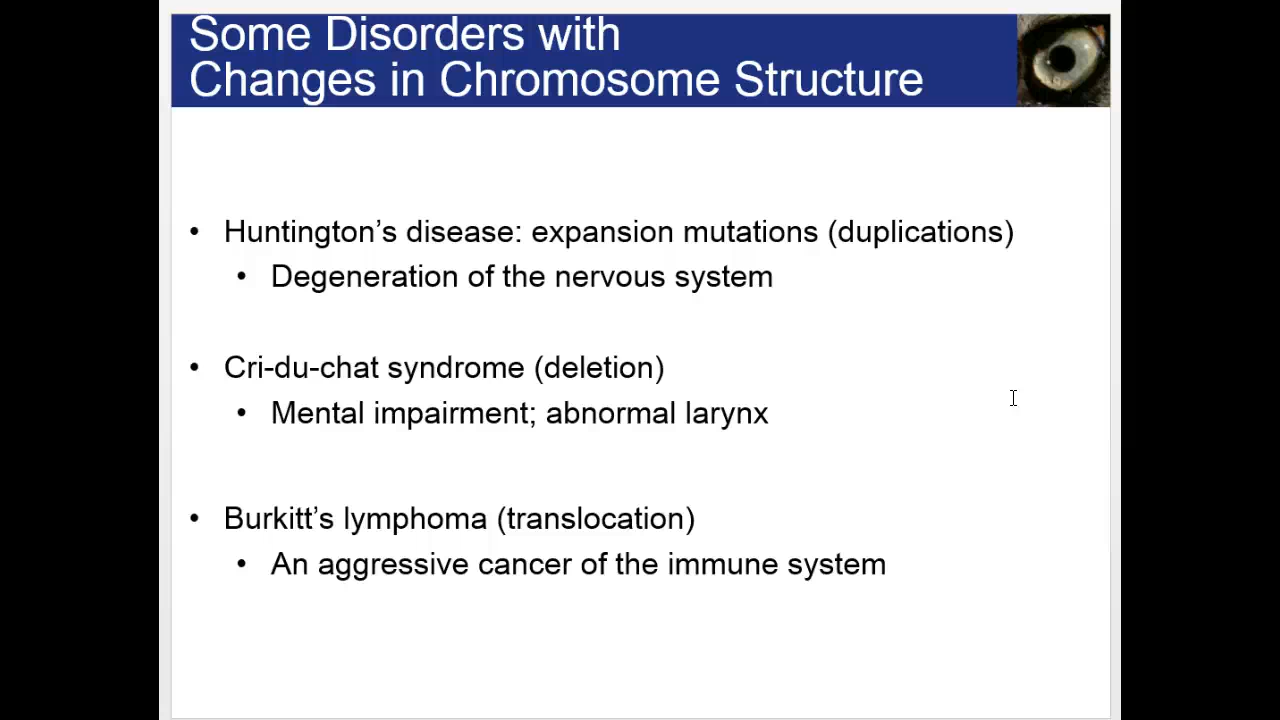 Some Disorders with
Changes in Chromosome Structure
• Huntington’s disease: expansion mutations (duplications)
• Degeneration of the nervous system
• Cri-du-chat syndrome (deletion)
• Mental impairment; abnormal larynx
• Burkitt’s lymphoma (translocation)
• An aggressive cancer of the immune system